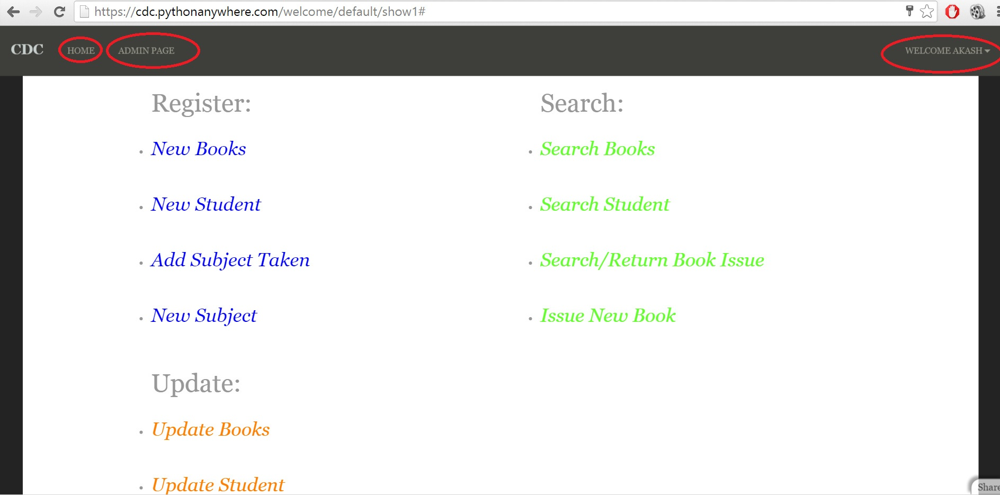 https://cdc.pythonanywhere.com/welcome/default/show1#
CDC HOME ADMIN PAGE WELCOME AKASH
Register:
New Books
New Student
Add Subject Taken
New Subject
Search:
Search Books
Search Student
Search/Return Book Issue
Issue New Book
Update:
Update Books
Update Student
Share